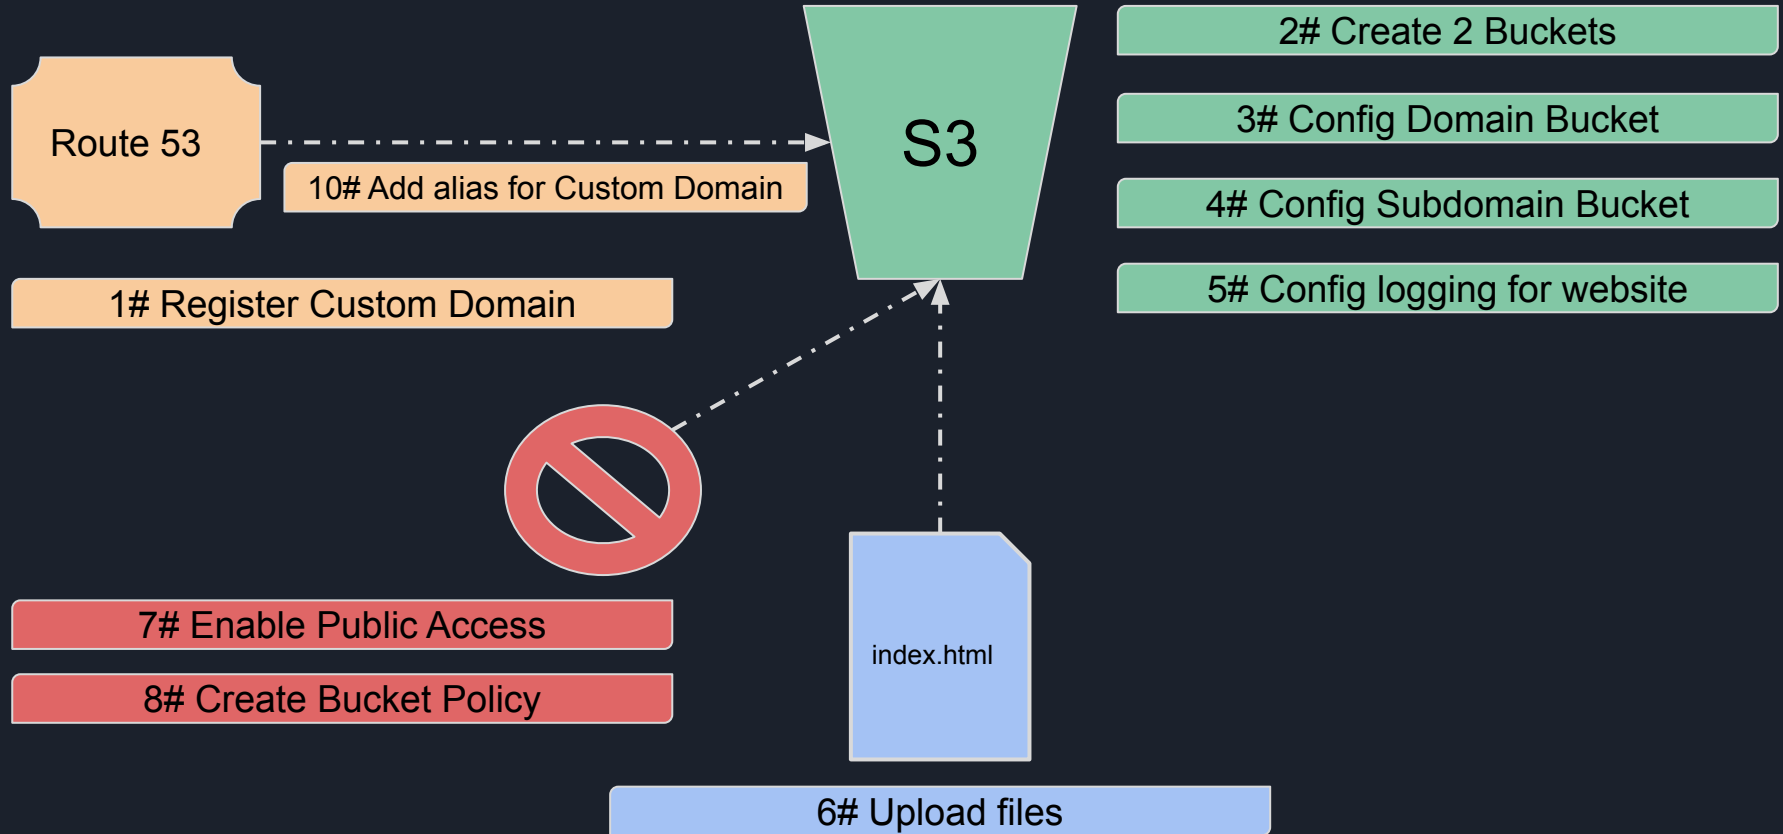 2# Create 2 Buckets
Route 53
S3
3# Config Domain Bucket
10# Add alias for Custom Domain
4# Config Subdomain Bucket
1# Register Custom Domain
5# Config logging for website
7# Enable Public Access
index.html
8# Create Bucket Policy
6# Upload files